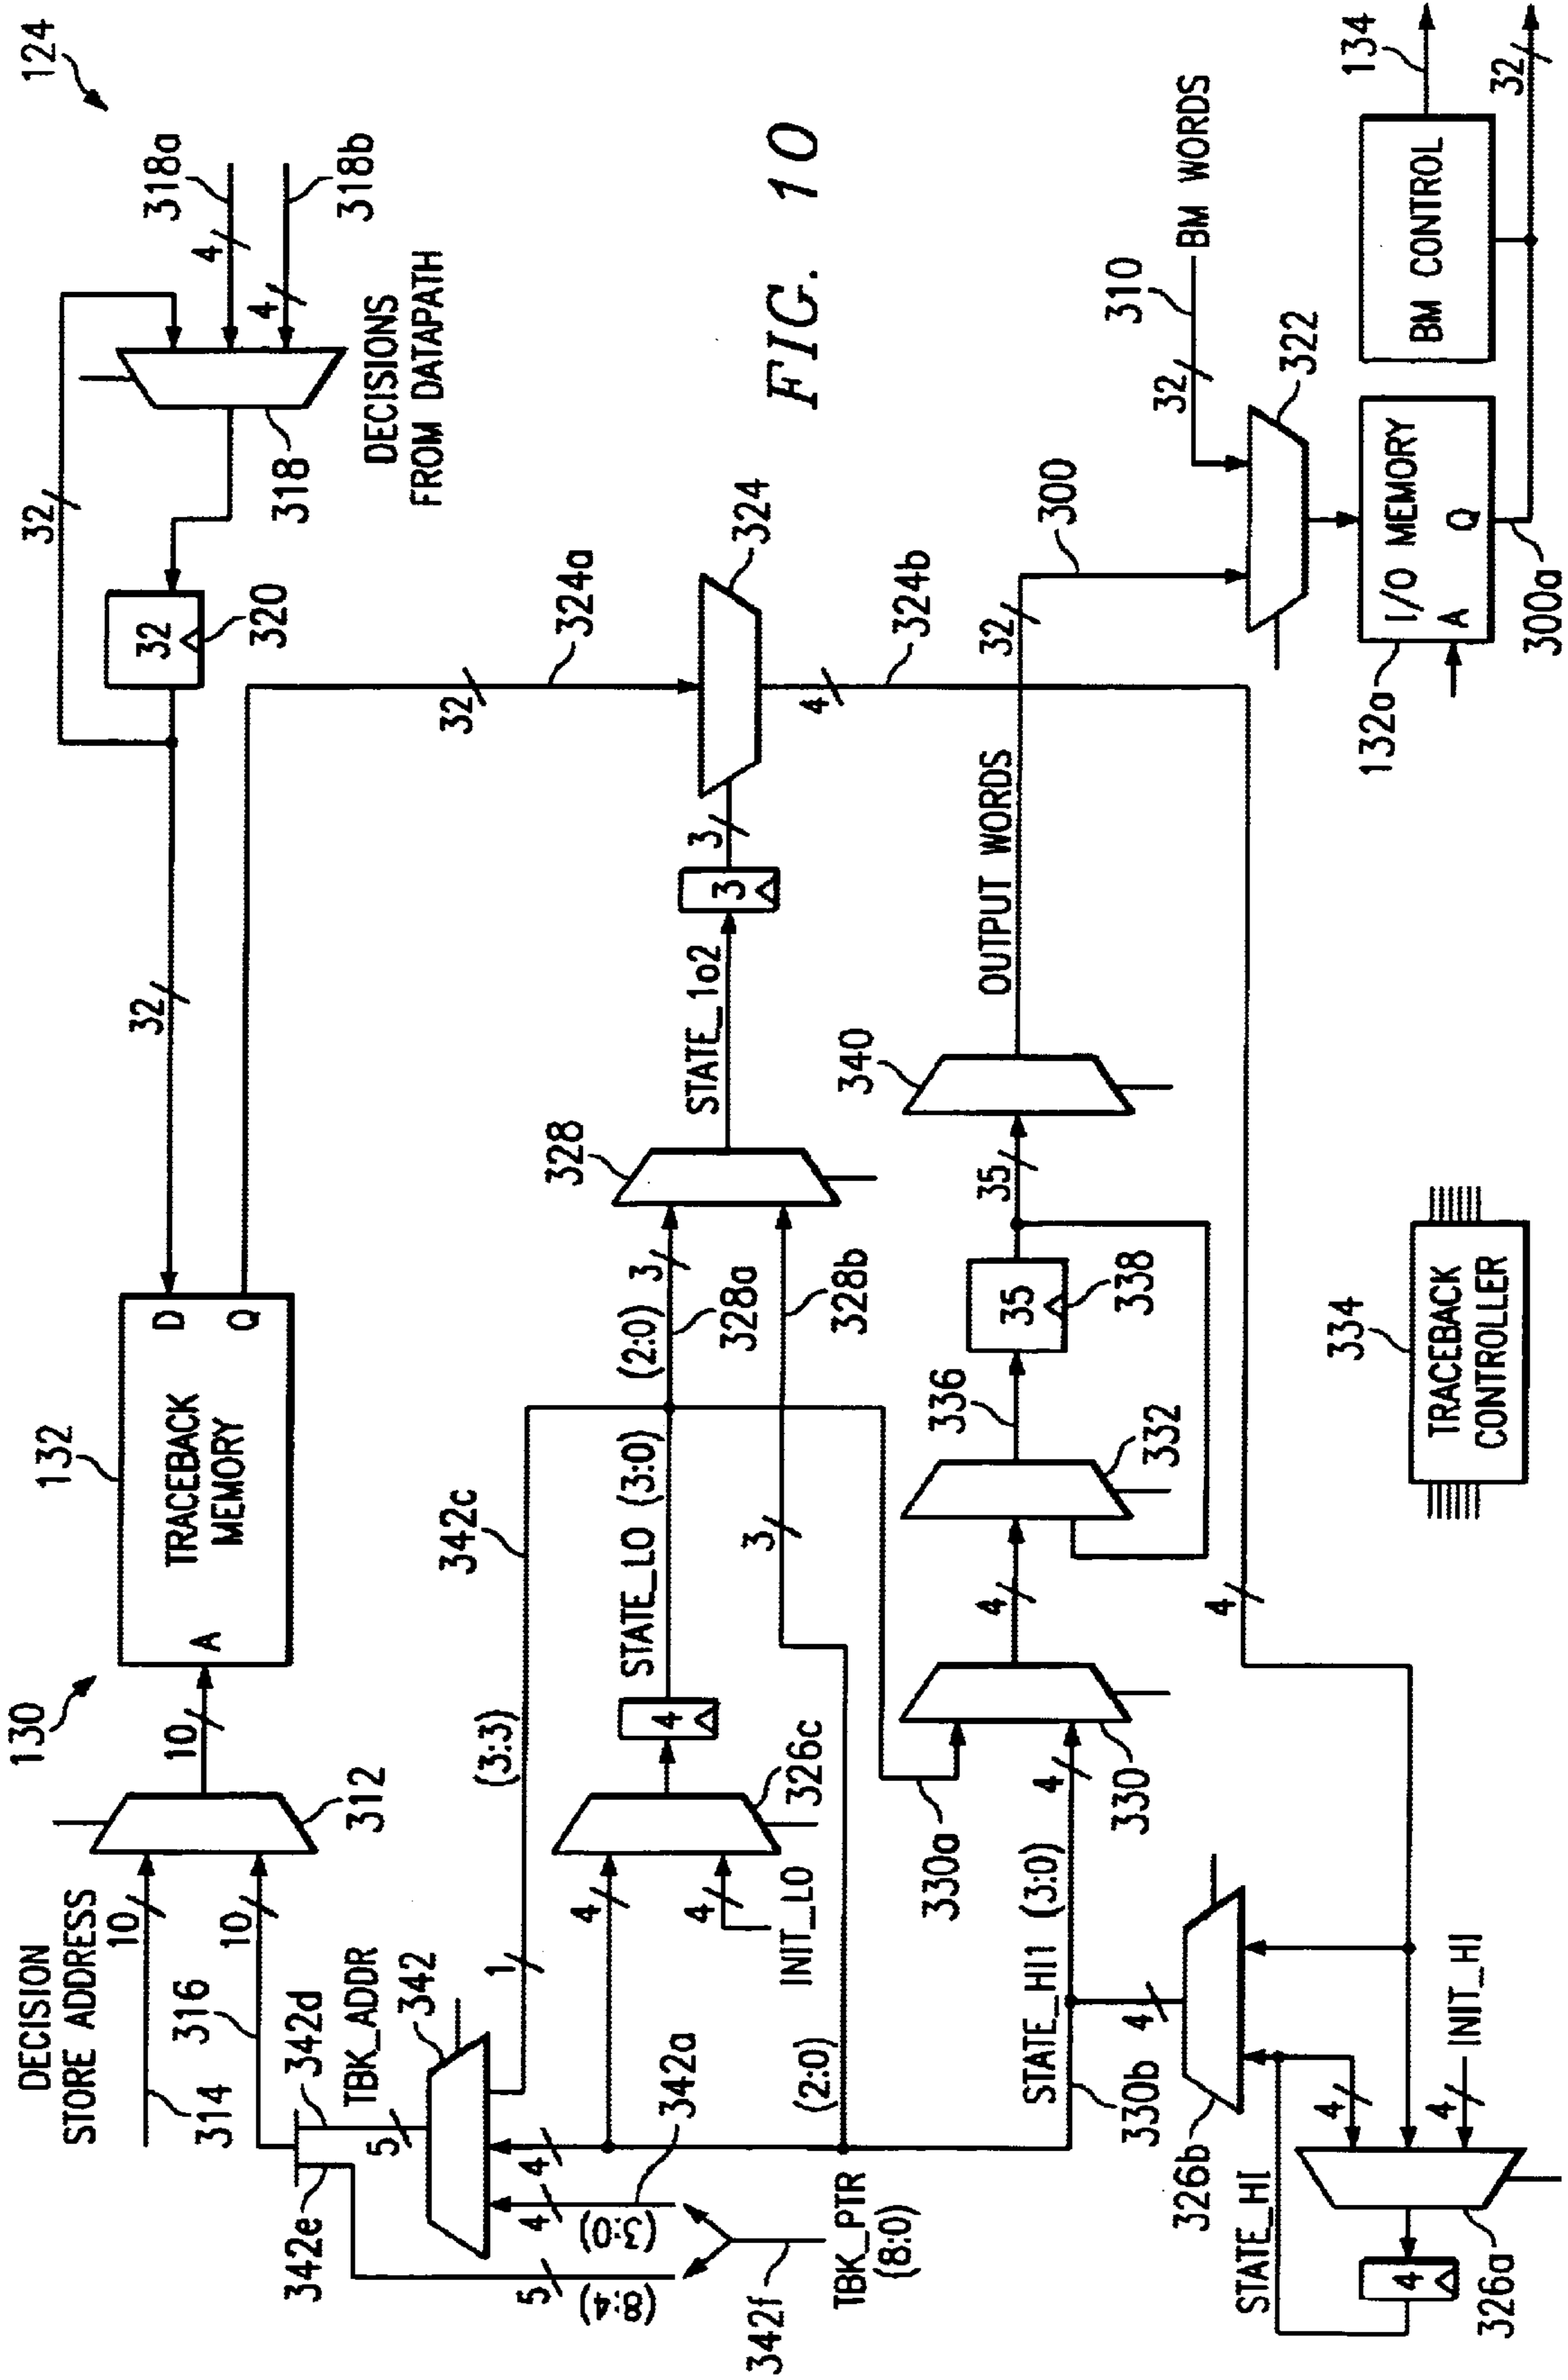 124
318a
4
318b
4
32
318
DECISIONS
FROM DATAPATH
32
320
32
130
132
TRACEBACK
MEMORY
A
D
Q
10
312
DECISION
STORE ADDRESS
10
314
316
10
342d
TBK_ADDR
342e
5
342
1
(3:3)
342c
4
4
(3:0)
342a
5
(8:4)
342f
TBK_PTR
(8:0)
4
4
INIT_LO
326c
4
STATE_LO (3:0)
(2:0)
3
328a
328
3
328b
(2:0)
STATE_1o2
3
3
32
324a
324
4
324b
FIG. 10
STATE_HI1 (3:0)
330b
4
330a
330
4
332
336
35
338
35
340
OUTPUT WORDS
32
300
310
32
BM WORDS
322
I/O MEMORY
A
Q
132a
300a
BM CONTROL
134
32
4
4
326b
STATE_HI
4
4
INIT_HI
4
326a
334
TRACEBACK
CONTROLLER